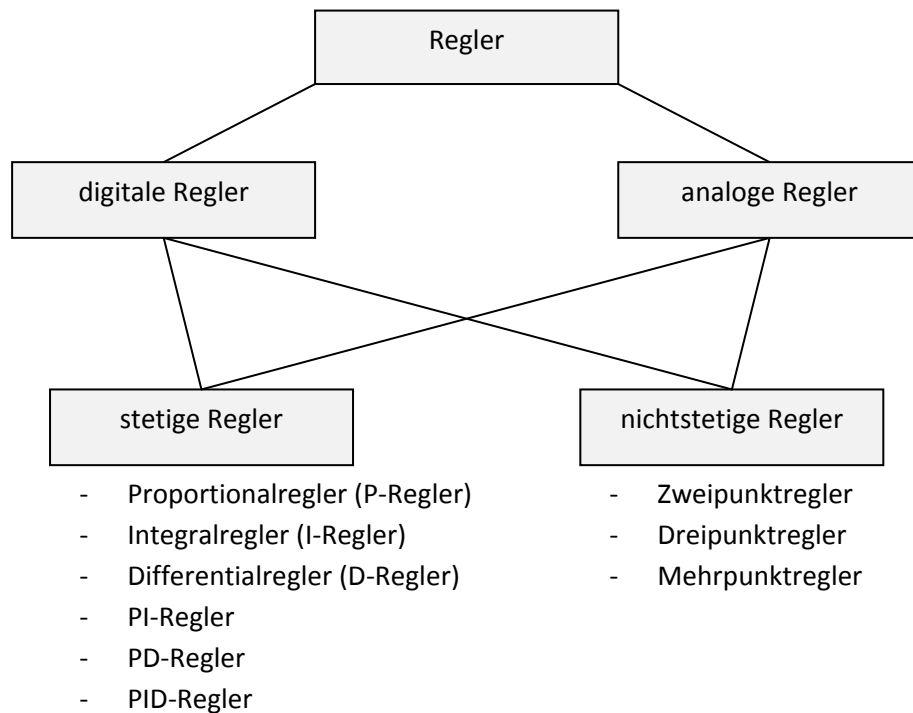 Regler
digitale Regler
analoge Regler
stetige Regler
nichtstetige Regler
- Proportionalregler (P-Regler)
- Integralregler (I-Regler)
- Differentialregler (D-Regler)
- PI-Regler
- PD-Regler
- PID-Regler
- Zweipunktregler
- Dreipunktregler
- Mehrpunktregler